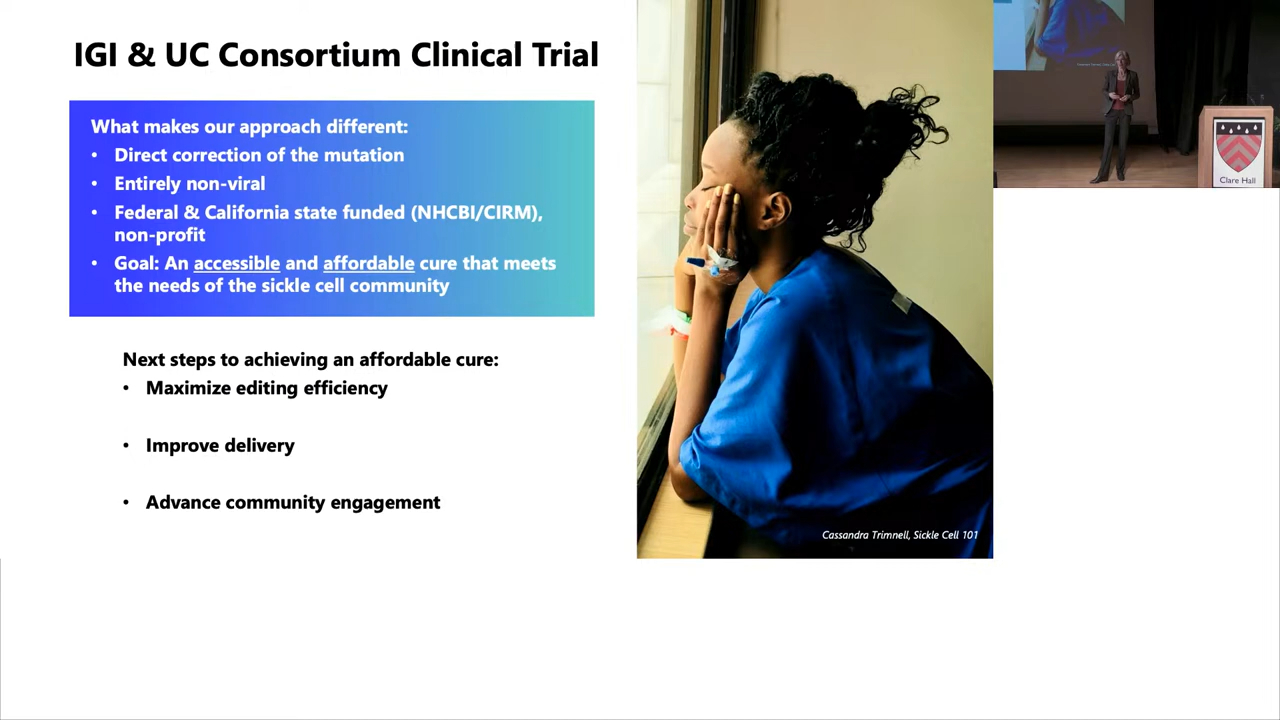 IGI & UC Consortium Clinical Trial
What makes our approach different:
• Direct correction of the mutation
• Entirely non-viral
• Federal & California state funded (NHCBI/CIRM),
non-profit
• Goal: An accessible and affordable cure that meets
the needs of the sickle cell community
Next steps to achieving an affordable cure:
• Maximize editing efficiency
• Improve delivery
• Advance community engagement
Cassandra Trimnell, Sickle Cell 101
Clare Hall